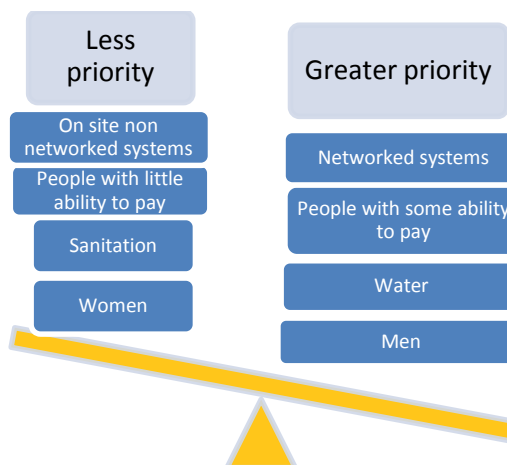 Less
priority
On site non
networked systems
People with little
ability to pay
Sanitation
Women
Greater priority
Networked systems
People with some ability
to pay
Water
Men